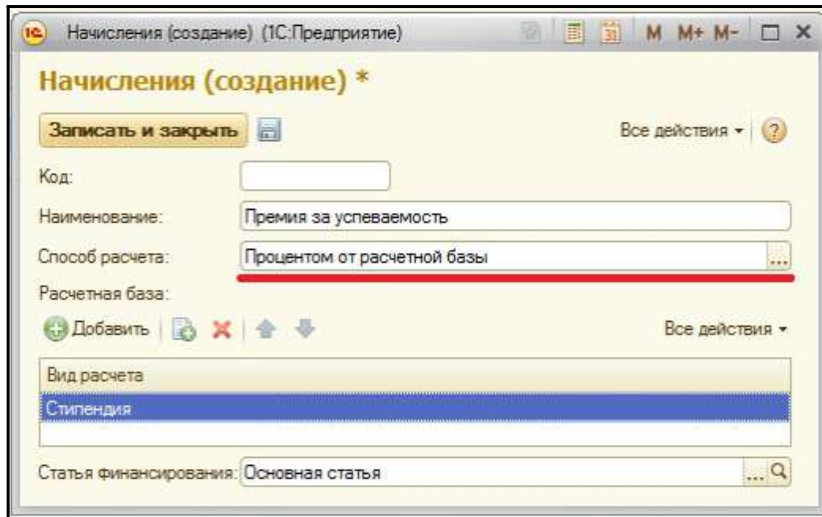 Начисления (создание) (1С:Предприятие)
M M+ M-
Начисления (создание) *
Записать и закрыть
Все действия
Код:
Наименование: Премия за успеваемость
Способ расчета: Процентом от расчетной базы ...
Расчетная база:
Добавить
Все действия
Вид расчета
Стипендия
Статья финансирования: Основная статья ...